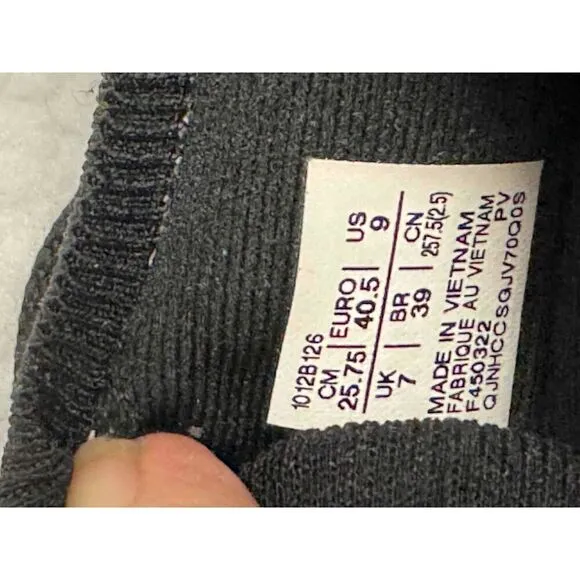 1012B126
CM | EURO | US
25.75 | 40.5 | 9
UK | BR | CN
7 | 39 | 257.5(2.5)
MADE IN VIETNAM
FABRIQUE AU VIETNAM
F450322 PV
QJNHCCSGJV70Q0S